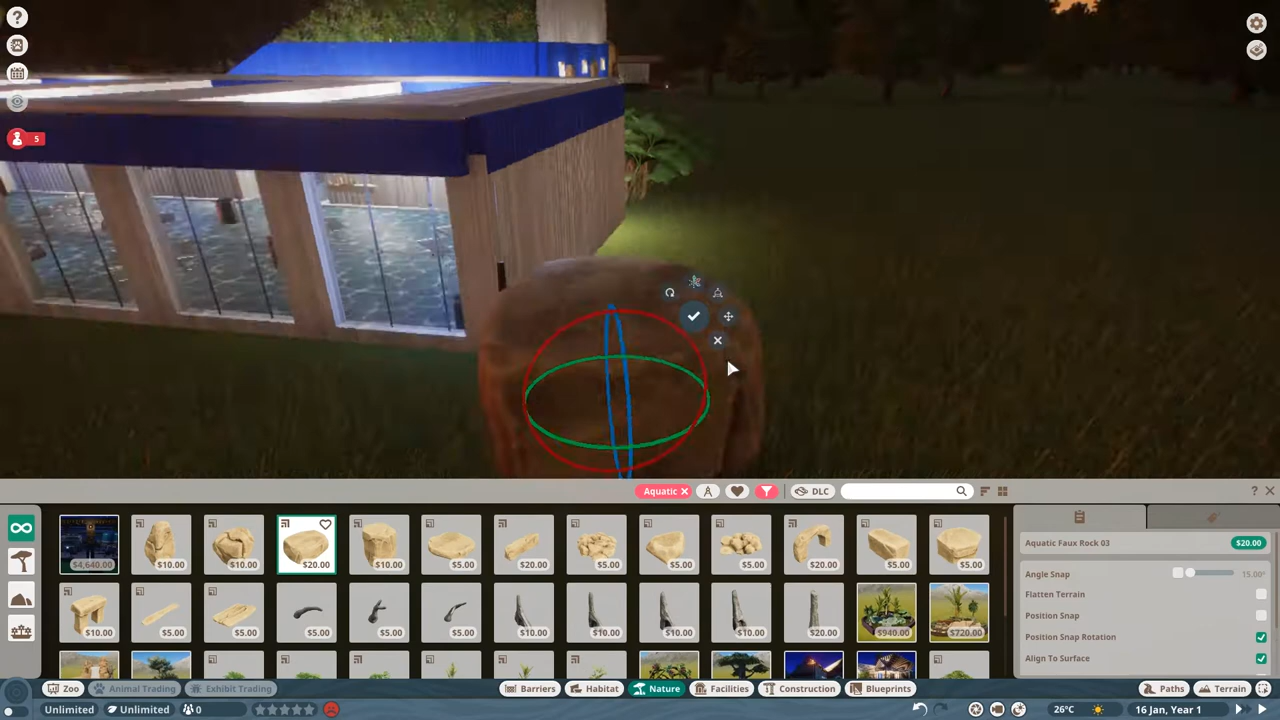 ?
5
Aquatic ×
DLC
? ×
$4,640.00 $10.00 $10.00 $20.00 $10.00 $5.00 $20.00 $5.00 $5.00 $5.00 $10.00 $5.00 $5.00
$10.00 $5.00 $5.00 $5.00 $5.00 $5.00 $10.00 $10.00 $10.00 $10.00 $20.00 $940.00 $720.00
Aquatic Faux Rock 03 $20.00
Angle Snap 15.00°
Flatten Terrain
Position Snap
Position Snap Rotation
Align To Surface
Zoo Animal Trading Exhibit Trading Barriers Habitat Nature Facilities Construction Blueprints Paths Terrain
Unlimited Unlimited 0 26°C 16 Jan, Year 1